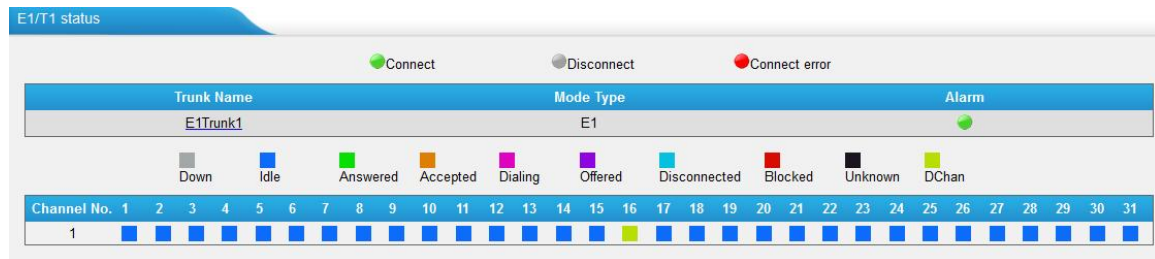 E1/T1 status
Connect Disconnect Connect error
Trunk Name Mode Type Alarm
E1Trunk1 E1
Down Idle Answered Accepted Dialing Offered Disconnected Blocked Unknown DChan
Channel No. 1 2 3 4 5 6 7 8 9 10 11 12 13 14 15 16 17 18 19 20 21 22 23 24 25 26 27 28 29 30 31
1